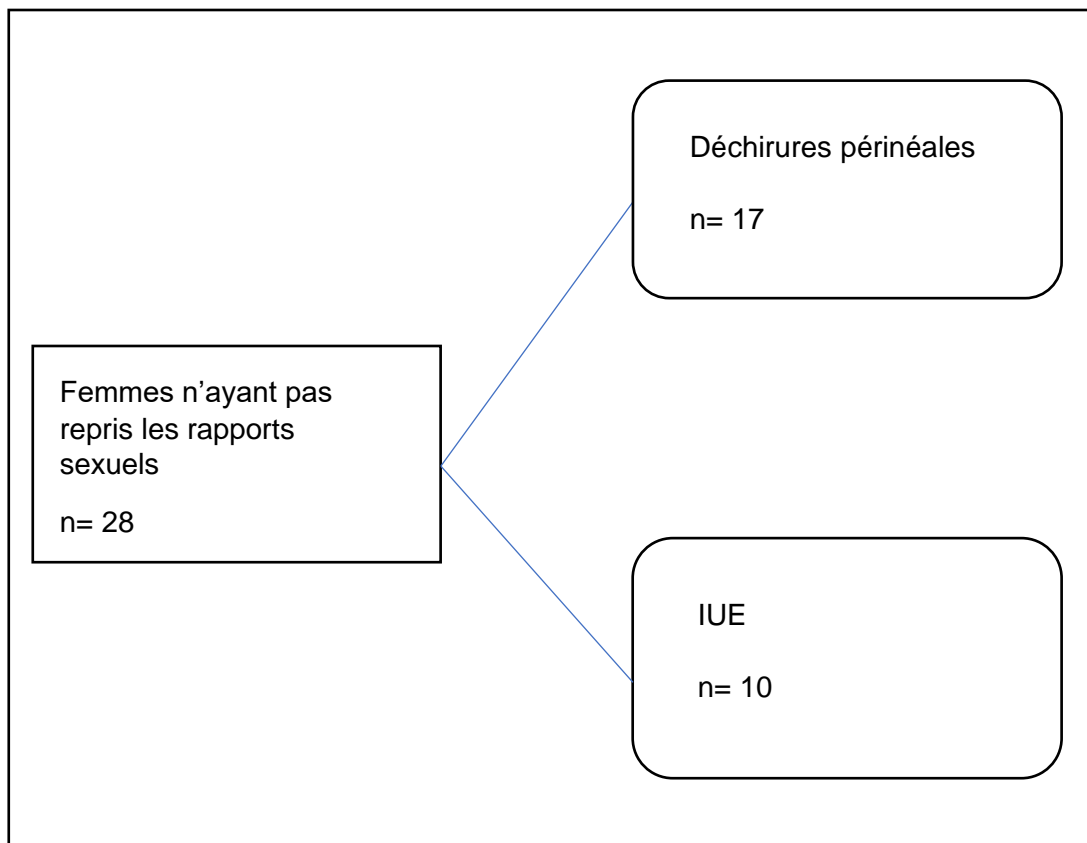 Femmes n'ayant pas
repris les rapports
sexuels
n= 28
Déchirures périnéales
n= 17
IUE
n= 10